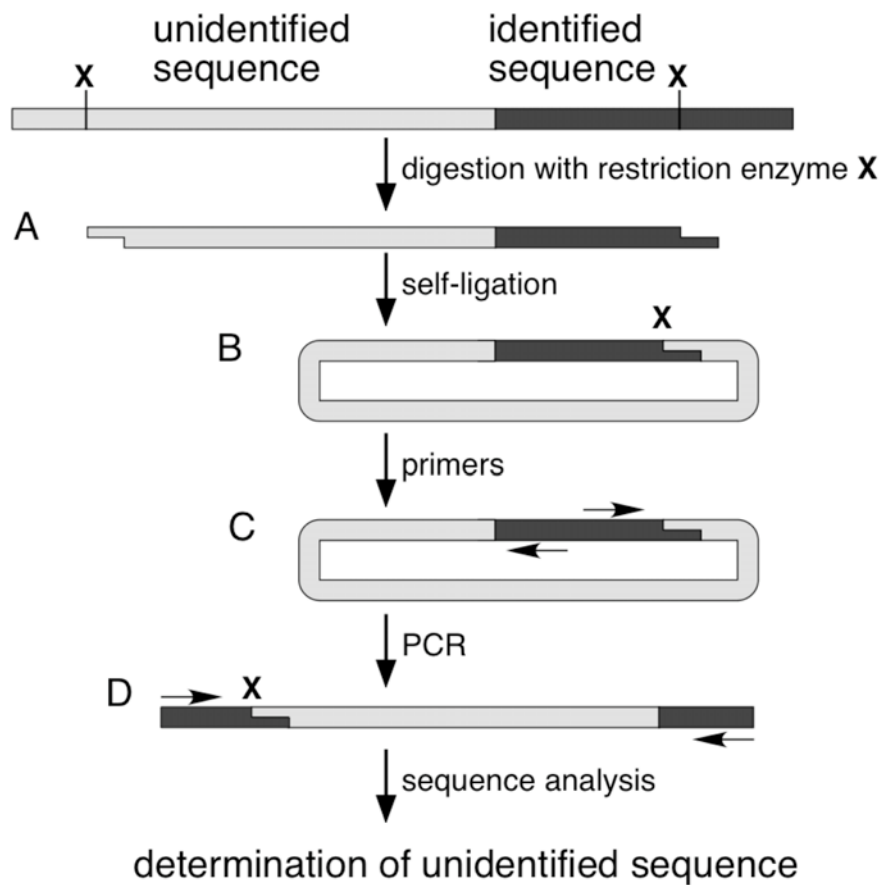 unidentified sequence
identified sequence
X
X
digestion with restriction enzyme X
A
self-ligation
X
B
primers
C
PCR
D
X
sequence analysis
determination of unidentified sequence